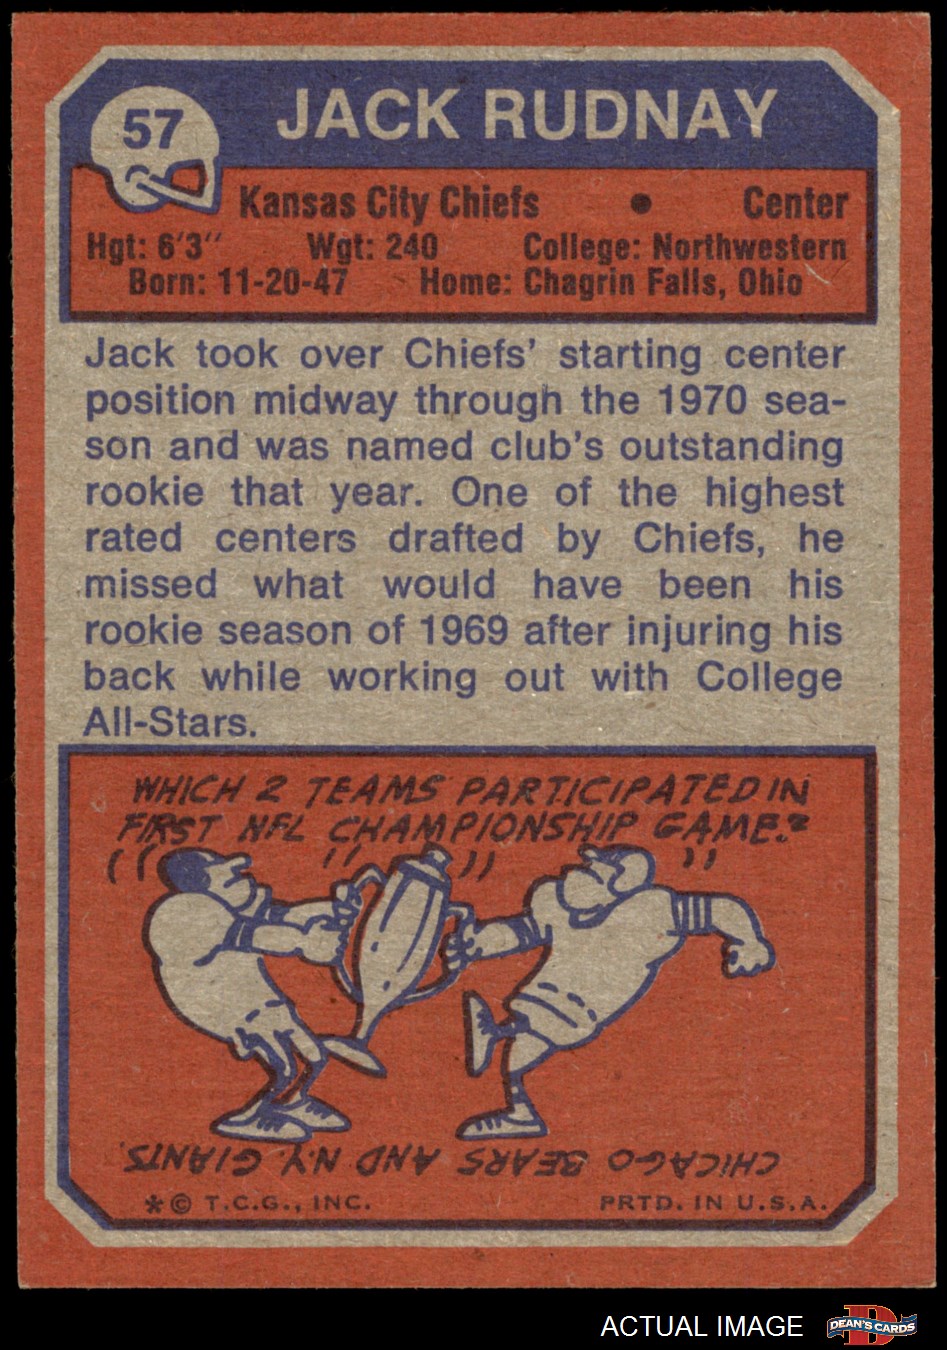 57
JACK RUDNAY
Kansas City Chiefs • Center
Hgt: 6'3" Wgt: 240 College: Northwestern
Born: 11-20-47 Home: Chagrin Falls, Ohio
Jack took over Chiefs' starting center
position midway through the 1970 sea-
son and was named club's outstanding
rookie that year. One of the highest
rated centers drafted by Chiefs, he
missed what would have been his
rookie season of 1969 after injuring his
back while working out with College
All-Stars.
WHICH 2 TEAMS PARTICIPATED IN
FIRST NFL CHAMPIONSHIP GAME?
CHICAGO BEARS AND N.Y. GIANTS.
*© T.C.G., INC. PRTD. IN U.S.A.
ACTUAL IMAGE
D
DEAN'S CARDS